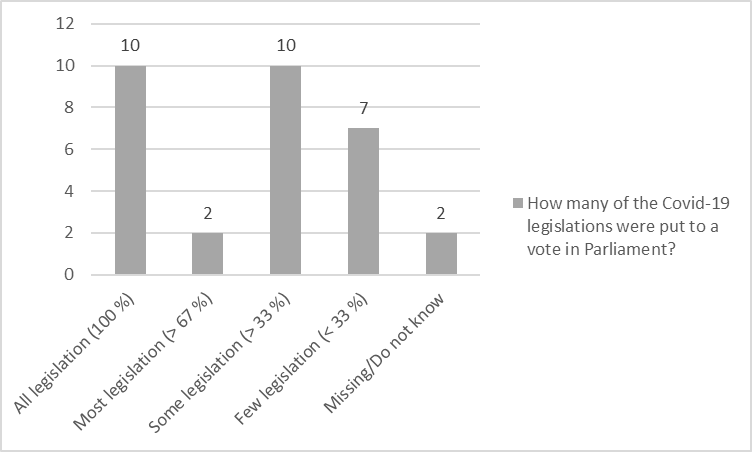 12
10
8
6
4
2
0
10
2
10
7
2
All legislation (100 %)
Most legislation (> 67 %)
Some legislation (> 33 %)
Few legislation (< 33 %)
Missing/Do not know
How many of the Covid-19
legislations were put to a
vote in Parliament?